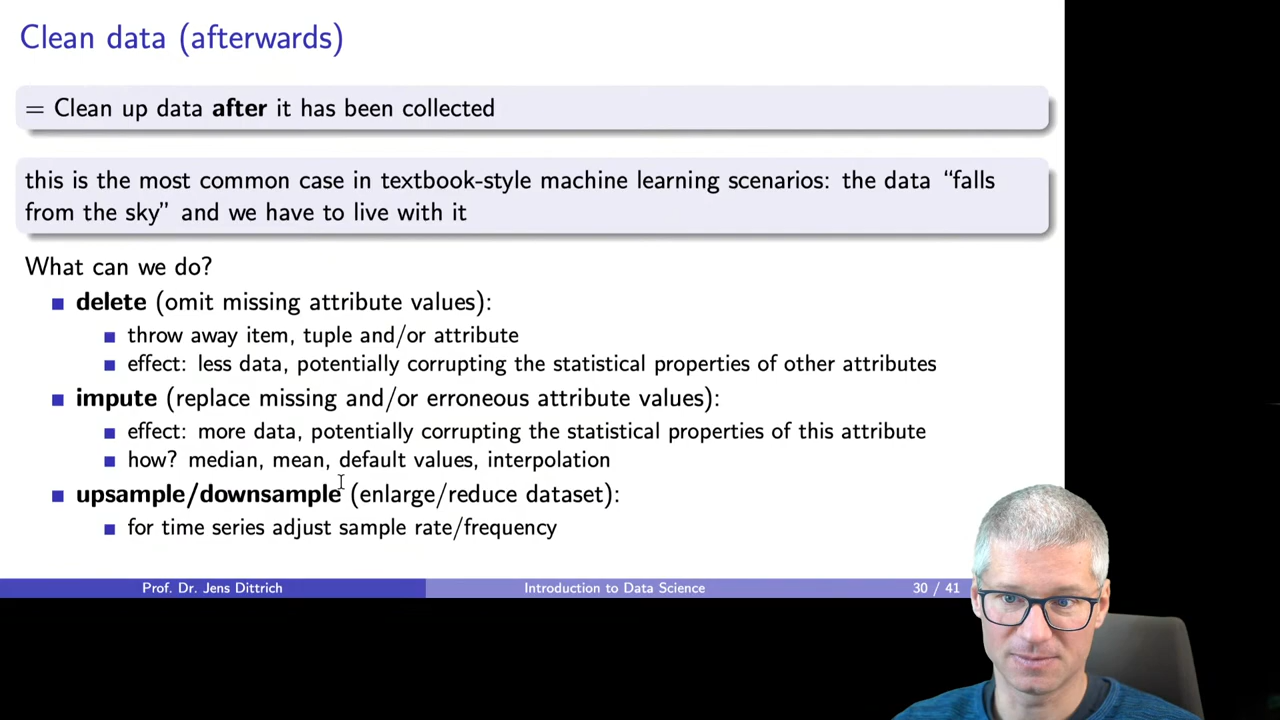 Clean data (afterwards)
= Clean up data after it has been collected
this is the most common case in textbook-style machine learning scenarios: the data “falls
from the sky” and we have to live with it
What can we do?
delete (omit missing attribute values):
throw away item, tuple and/or attribute
effect: less data, potentially corrupting the statistical properties of other attributes
impute (replace missing and/or erroneous attribute values):
effect: more data, potentially corrupting the statistical properties of this attribute
how? median, mean, default values, interpolation
upsample/downsample (enlarge/reduce dataset):
for time series adjust sample rate/frequency
Prof. Dr. Jens Dittrich Introduction to Data Science 30 / 41